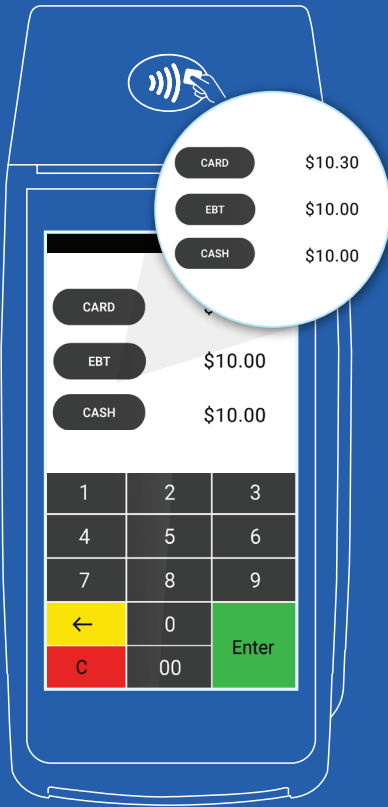 CARD $10.30
EBT $10.00
CASH $10.00
CARD
EBT $10.00
CASH $10.00
1 2 3
4 5 6
7 8 9
← 0
Enter
C 00